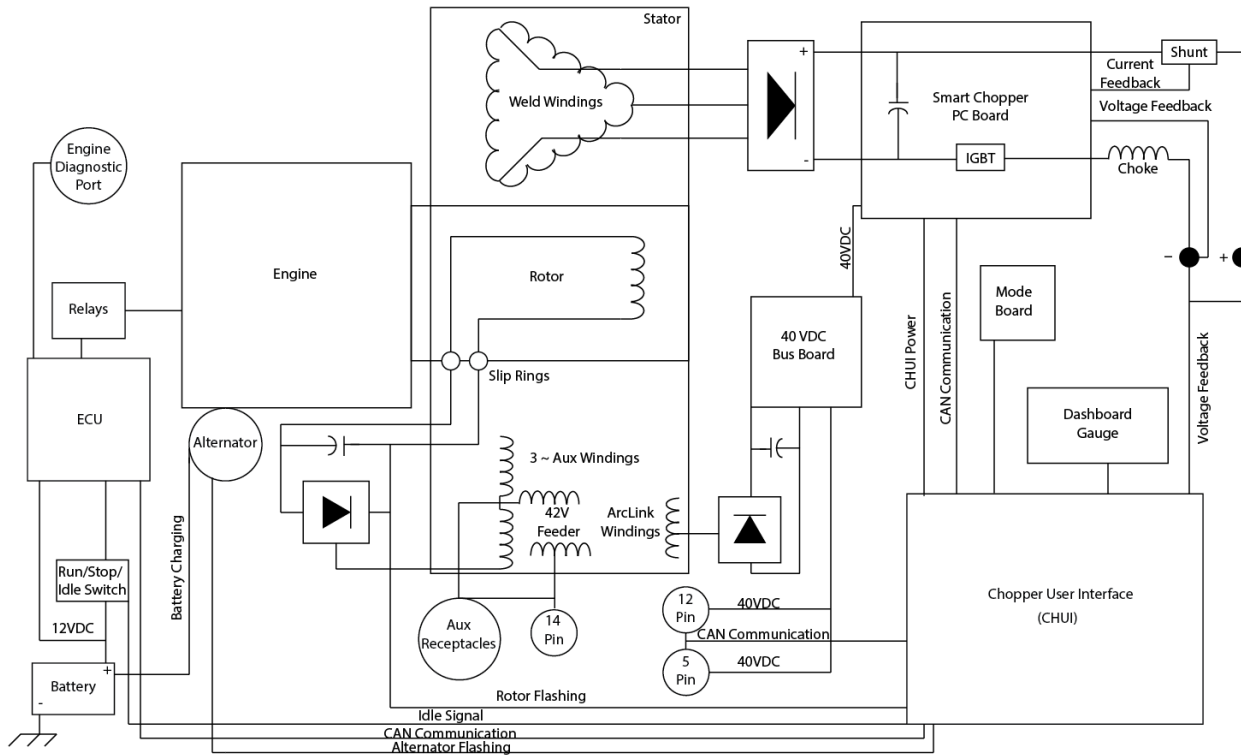 Stator
Weld Windings
+
-
Smart Chopper
PC Board
IGBT
Shunt
Current
Feedback
Voltage Feedback
Choke
-
+
Engine
Diagnostic
Port
Engine
Rotor
Slip Rings
Relays
ECU
Alternator
40VDC
40 VDC
Bus Board
CHUI Power
CAN Communication
Mode
Board
Dashboard
Gauge
Voltage Feedback
3 ~ Aux Windings
42V
Feeder
ArcLink
Windings
Battery Charging
Run/Stop/
Idle Switch
12VDC
Battery
+
-
Aux
Receptacles
14
Pin
12
Pin
40VDC
CAN Communication
5
Pin
40VDC
Chopper User Interface
(CHUI)
Rotor Flashing
Idle Signal
CAN Communication
Alternator Flashing